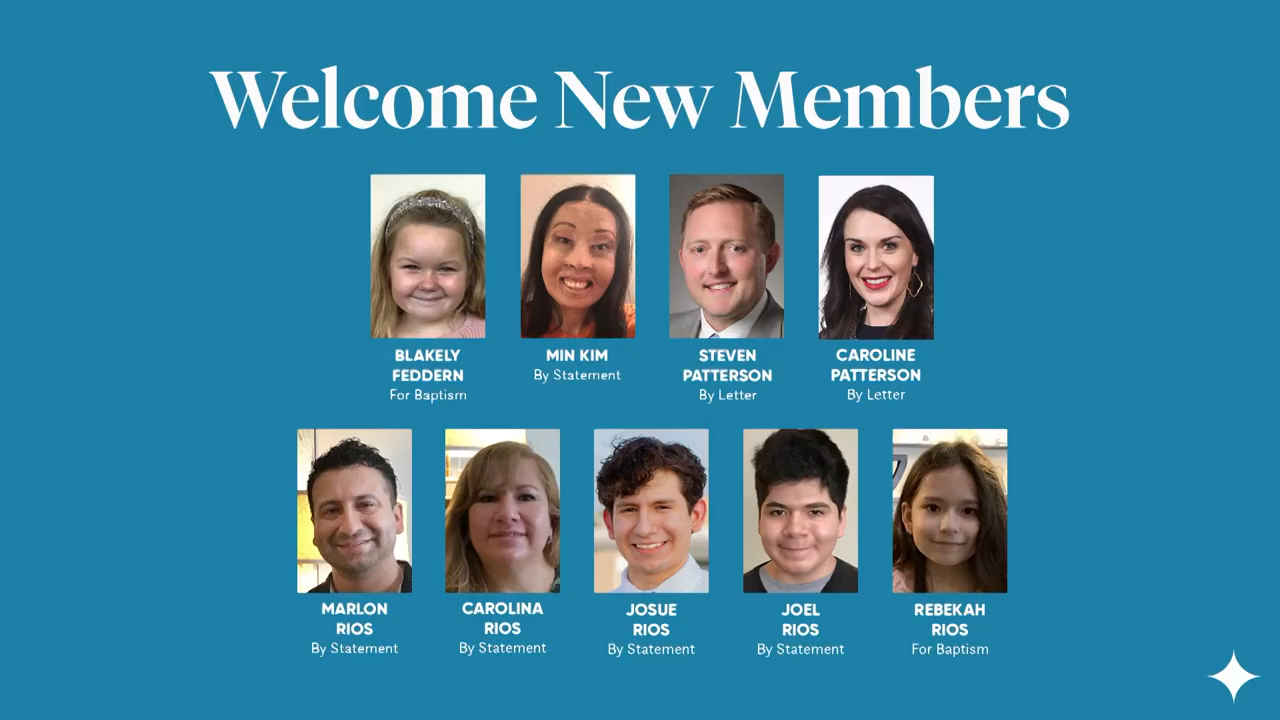 Welcome New Members
BLAKELY
FEDDERN
For Baptism
MIN KIM
By Statement
STEVEN
PATTERSON
By Letter
CAROLINE
PATTERSON
By Letter
MARLON
RIOS
By Statement
CAROLINA
RIOS
By Statement
JOSUE
RIOS
By Statement
JOEL
RIOS
By Statement
REBEKAH
RIOS
For Baptism